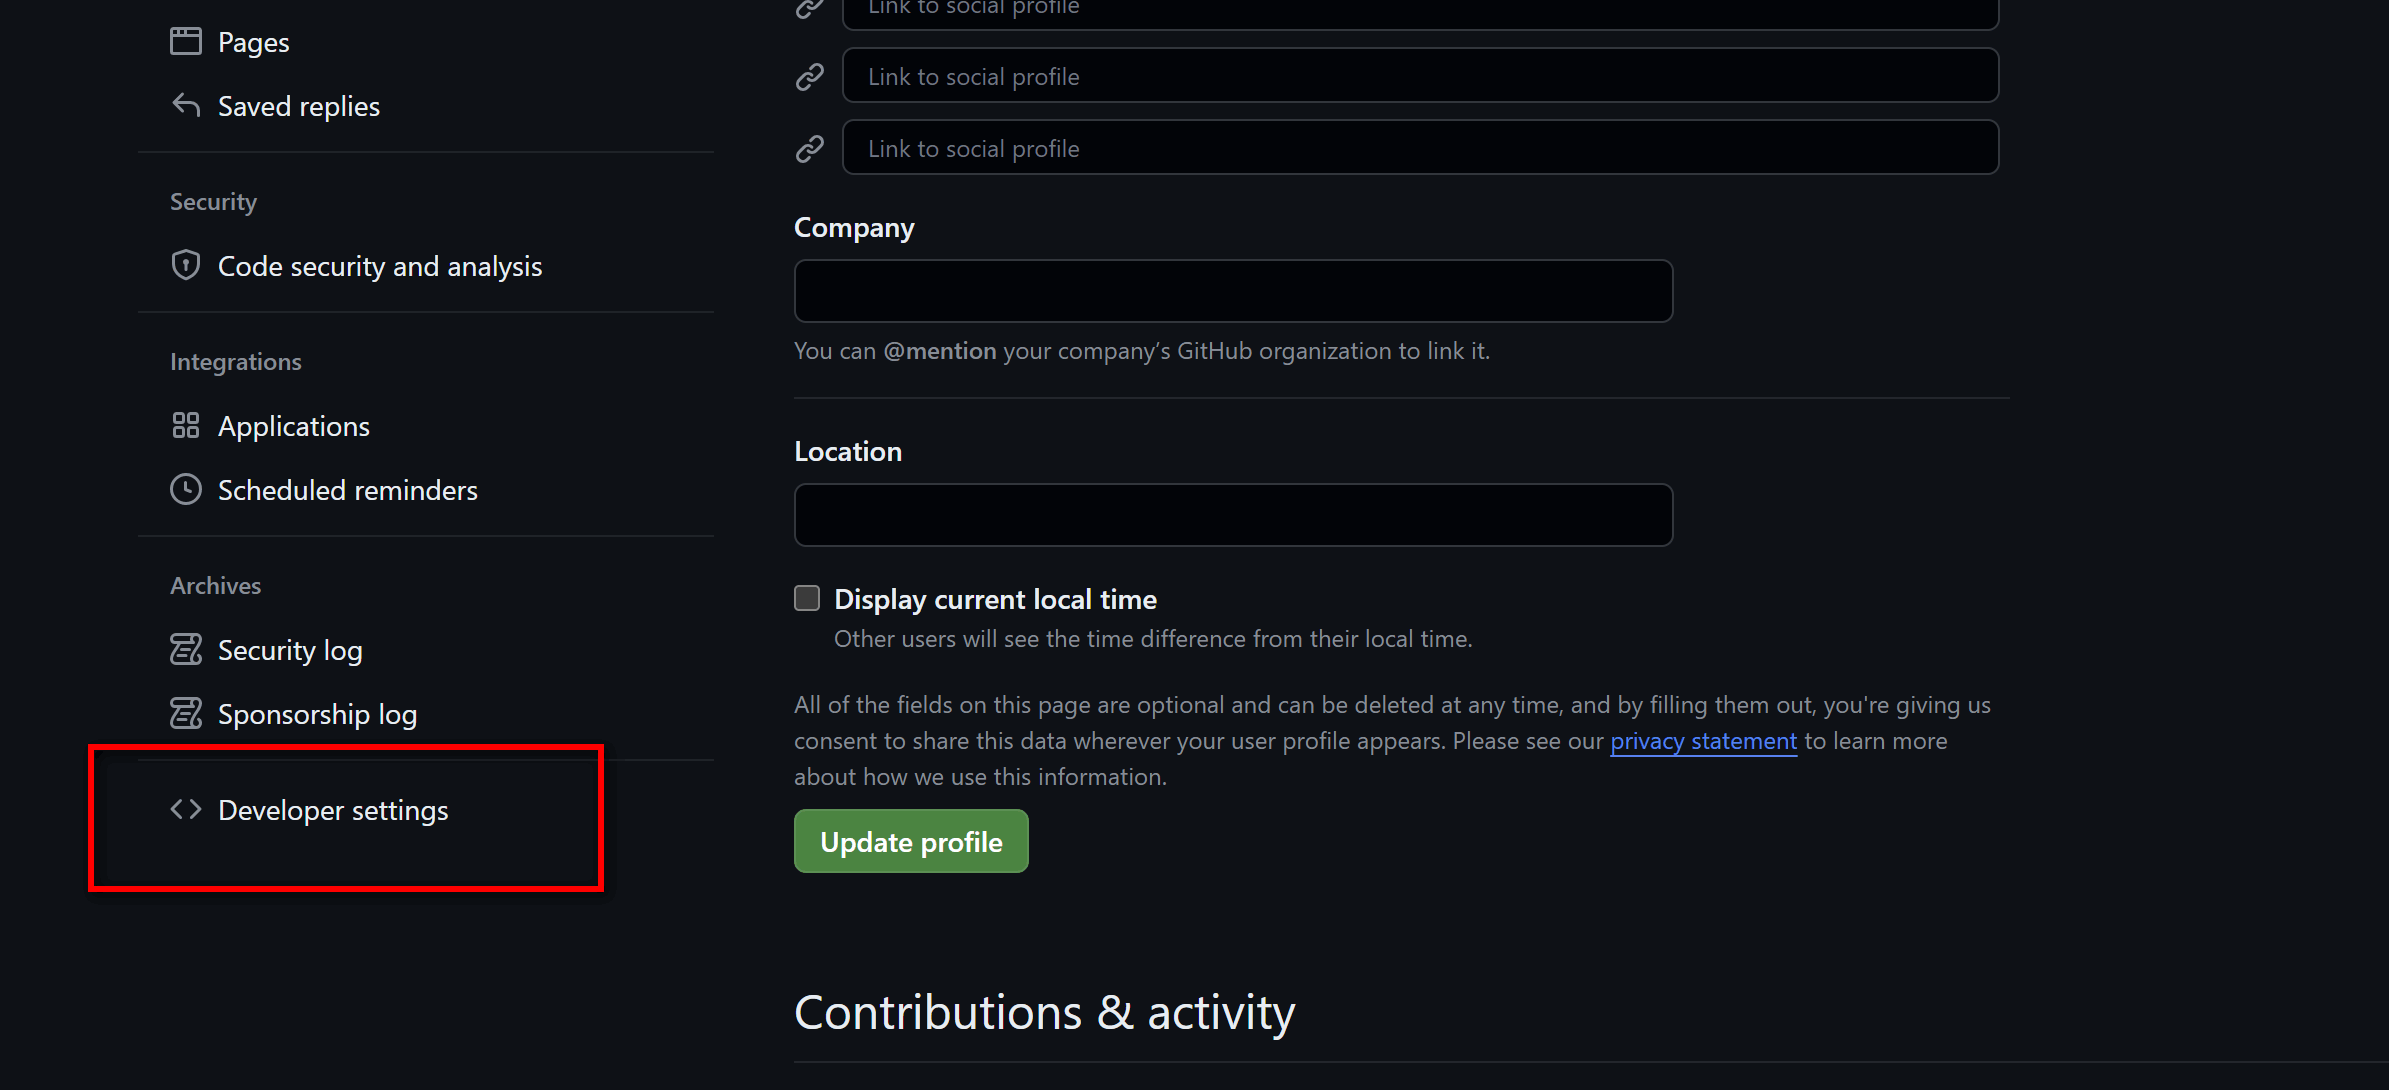 Pages
Saved replies
Security
Code security and analysis
Integrations
Applications
Scheduled reminders
Archives
Security log
Sponsorship log
Developer settings
Link to social profile
Link to social profile
Link to social profile
Company
You can @mention your company’s GitHub organization to link it.
Location
Display current local time
Other users will see the time difference from their local time.
All of the fields on this page are optional and can be deleted at any time, and by filling them out, you're giving us
consent to share this data wherever your user profile appears. Please see our privacy statement to learn more
about how we use this information.
Update profile
Contributions & activity